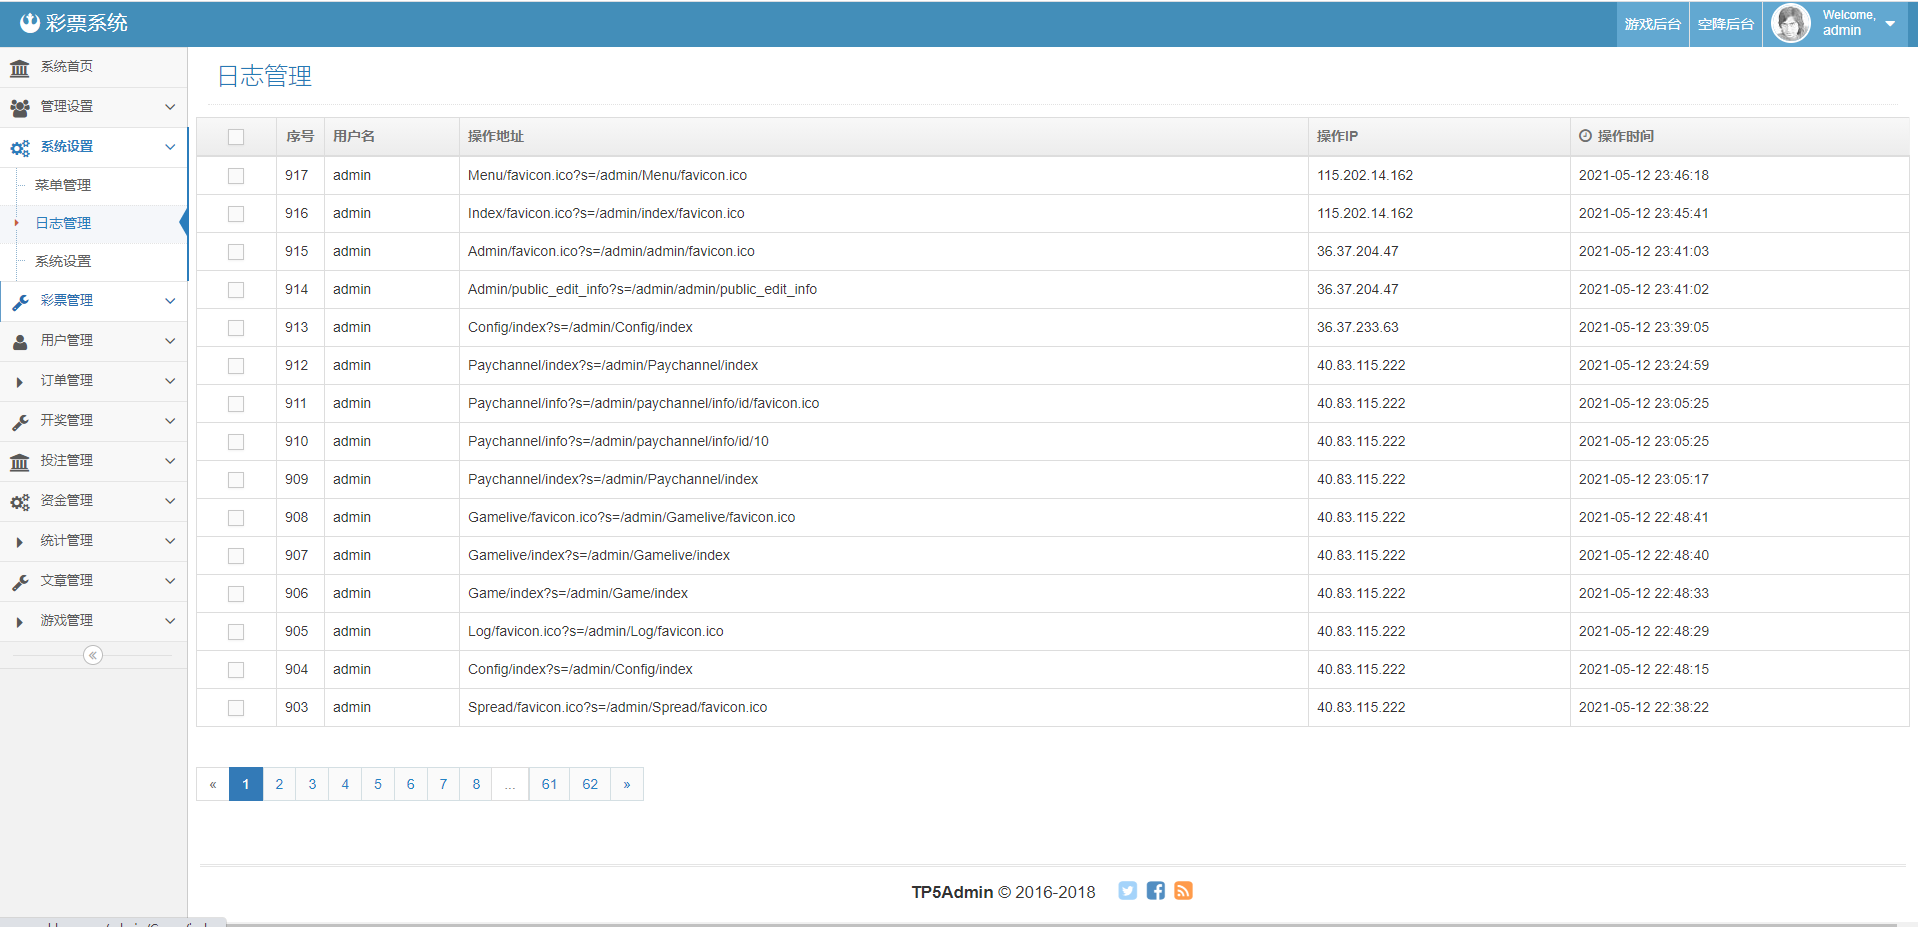 彩票系统
游戏后台 空降后台 Welcome, admin
系统首页
管理设置
系统设置
菜单管理
日志管理
系统设置
彩票管理
用户管理
订单管理
开奖管理
投注管理
资金管理
统计管理
文章管理
游戏管理
日志管理
序号 用户名 操作地址 操作IP 操作时间
917 admin Menu/favicon.ico?s=/admin/Menu/favicon.ico 115.202.14.162 2021-05-12 23:46:18
916 admin Index/favicon.ico?s=/admin/index/favicon.ico 115.202.14.162 2021-05-12 23:45:41
915 admin Admin/favicon.ico?s=/admin/admin/favicon.ico 36.37.204.47 2021-05-12 23:41:03
914 admin Admin/public_edit_info?s=/admin/admin/public_edit_info 36.37.204.47 2021-05-12 23:41:02
913 admin Config/index?s=/admin/Config/index 36.37.233.63 2021-05-12 23:39:05
912 admin Paychannel/index?s=/admin/Paychannel/index 40.83.115.222 2021-05-12 23:24:59
911 admin Paychannel/info?s=/admin/paychannel/info/id/favicon.ico 40.83.115.222 2021-05-12 23:05:25
910 admin Paychannel/info?s=/admin/paychannel/info/id/10 40.83.115.222 2021-05-12 23:05:25
909 admin Paychannel/index?s=/admin/Paychannel/index 40.83.115.222 2021-05-12 23:05:17
908 admin Gamelive/favicon.ico?s=/admin/Gamelive/favicon.ico 40.83.115.222 2021-05-12 22:48:41
907 admin Gamelive/index?s=/admin/Gamelive/index 40.83.115.222 2021-05-12 22:48:40
906 admin Game/index?s=/admin/Game/index 40.83.115.222 2021-05-12 22:48:33
905 admin Log/favicon.ico?s=/admin/Log/favicon.ico 40.83.115.222 2021-05-12 22:48:29
904 admin Config/index?s=/admin/Config/index 40.83.115.222 2021-05-12 22:48:15
903 admin Spread/favicon.ico?s=/admin/Spread/favicon.ico 40.83.115.222 2021-05-12 22:38:22
« 1 2 3 4 5 6 7 8 ... 61 62 »
TP5Admin © 2016-2018